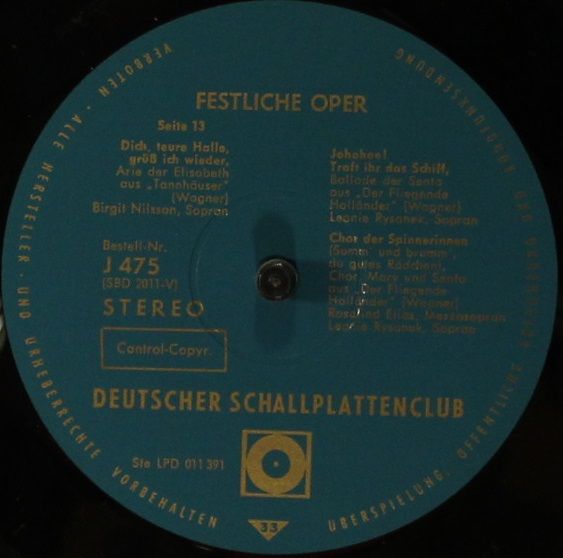 FESTLICHE OPER
Seite 13
Dich, teure Halle,
grüß ich wieder,
Arie der Elisabeth
aus „Tannhäuser"
(Wagner)
Birgit Nilsson, Sopran
Bestell-Nr.
J 475
[SBD 2011-V]
STEREO
Control-Copyr.
Johohoe!
Traft ihr das Schiff,
Ballade der Senta
aus „Der Fliegende
Holländer" (Wagner)
Leonie Rysanek, Sopran
Chor der Spinnerinnen
(Summ' und brumm',
du gutes Rädchen),
Chor, Mary und Senta
aus „Der Fliegende
Holländer" (Wagner)
Rosalind Elias, Mezzosopran
Leonie Rysanek, Sopran
DEUTSCHER SCHALLPLATTENCLUB
Ste LPD 011 391
33
ALLE HERSTELLER- UND URHEBERRECHTE VORBEHALTEN
ÜBERSPIELUNG, ÖFFENTLICHE
UND RUNDFUNKSENDUNG
VERBOTEN ·